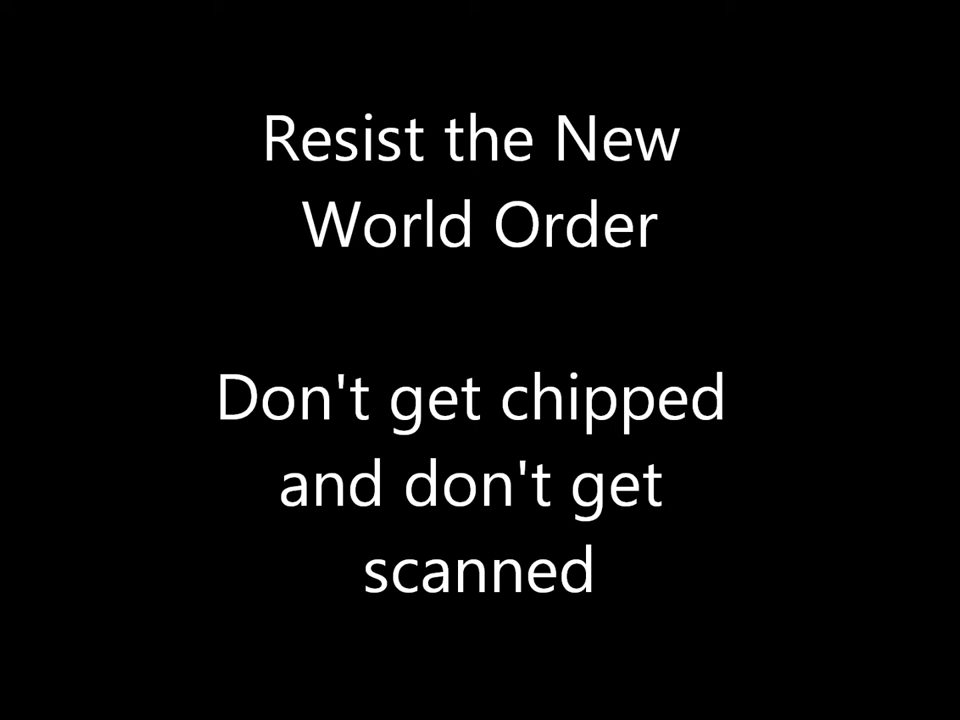 Resist the New
World Order
Don't get chipped
and don't get
scanned